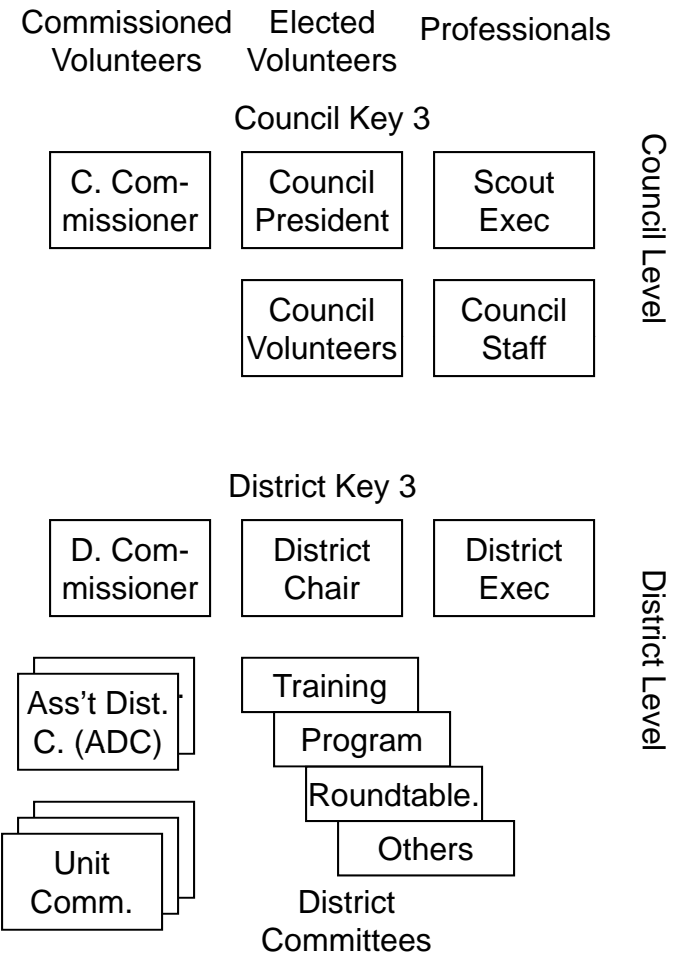 Commissioned
Volunteers
Elected
Volunteers
Professionals
Council Key 3
C. Com-
missioner
Council
President
Scout
Exec
Council
Volunteers
Council
Staff
Council Level
District Key 3
D. Com-
missioner
District
Chair
District
Exec
Ass’t Dist.
C. (ADC)
Unit
Comm.
Training
Program
Roundtable.
Others
District
Committees
District Level